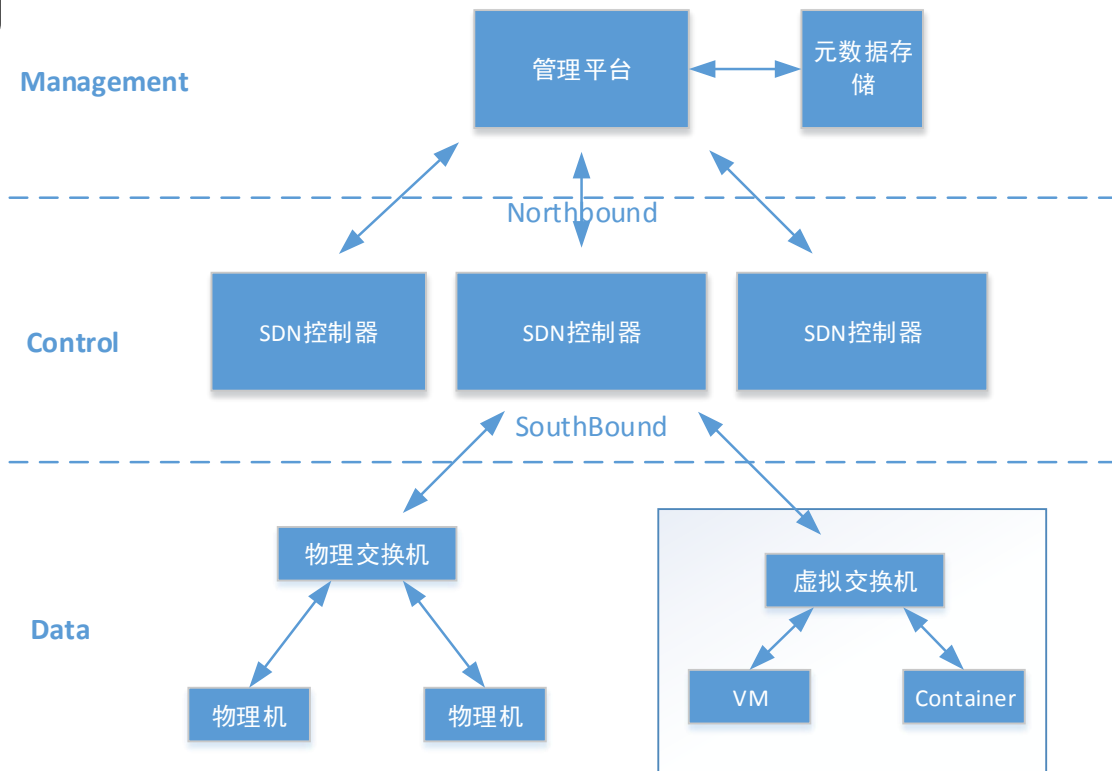 Management
管理平台
元数据存
储
Northbound
Control
SDN控制器
SDN控制器
SDN控制器
SouthBound
Data
物理交换机
虚拟交换机
物理机
物理机
VM
Container